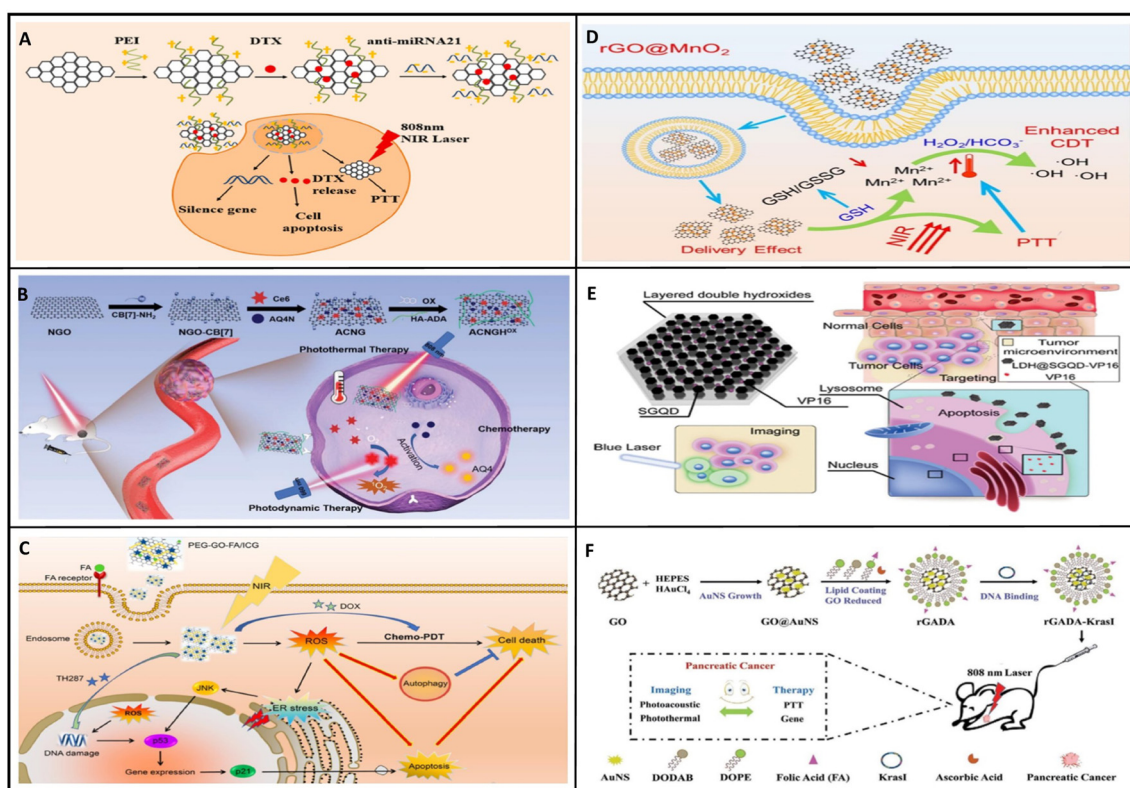 A
PEI
DTX
anti-miRNA21
808nm
NIR Laser
DTX
release
PTT
Silence gene
Cell
apoptosis
D
rGO@MnO2
Enhanced
CDT
H2O2/HCO3-
Mn2+
Mn2+ Mn2+
·OH
·OH ·OH
GSH/GSSG
GSH
NIR
Delivery Effect
PTT
B
NGO
CB[7]-NH2
NGO-CB[7]
Ce6
AQ4N
ACNG
OX
HA-ADA
ACNGHOX
Photothermal Therapy
O2
Activation
Chemotherapy
AQ4
Photodynamic Therapy
E
Layered double hydroxides
SGQD
VP16
Imaging
Blue Laser
Normal Cells
Tumor Cells
Tumor
microenvironment
LDH@SGQD-VP16
VP16
Targeting
Lysosome
Apoptosis
Nucleus
C
PEG-GO-FA/ICG
FA
FA receptor
NIR
DOX
Endosome
ROS
Chemo-PDT
Cell death
TH287
Autophagy
JNK
ER stress
ROS
DNA damage
p53
Gene expression
p21
Apoptosis
F
GO
+ HEPES
HAuCl4
AuNS Growth
GO@AuNS
Lipid Coating
GO Reduced
rGADA
DNA Binding
rGADA-KrasI
808 nm Laser
Pancreatic Cancer
Imaging
Photoacoustic
Photothermal
Therapy
PTT
Gene
AuNS
DODAB
DOPE
Folic Acid (FA)
KrasI
Ascorbic Acid
Pancreatic Cancer